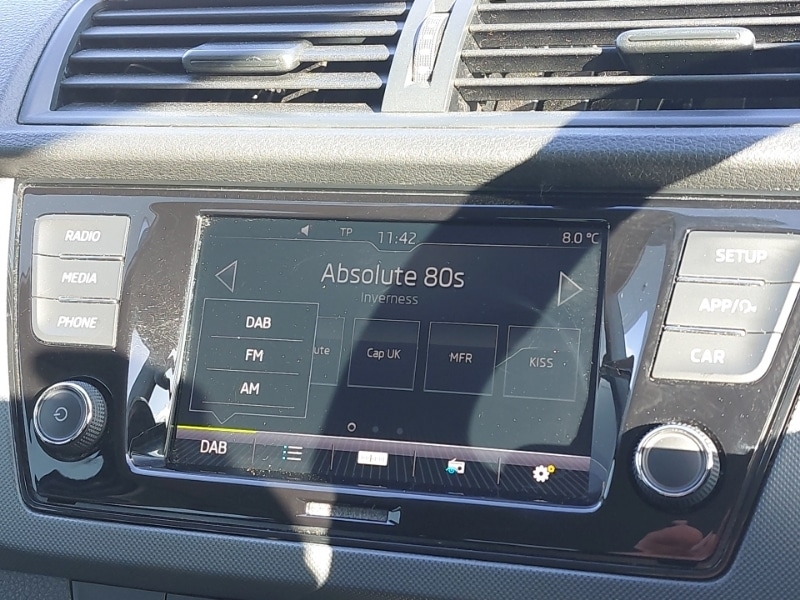 TP 11:42 8.0 °C
RADIO
MEDIA
PHONE
Absolute 80s
Inverness
DAB
FM
AM
ute
Cap UK
MFR
KISS
DAB
SETUP
APP/
CAR